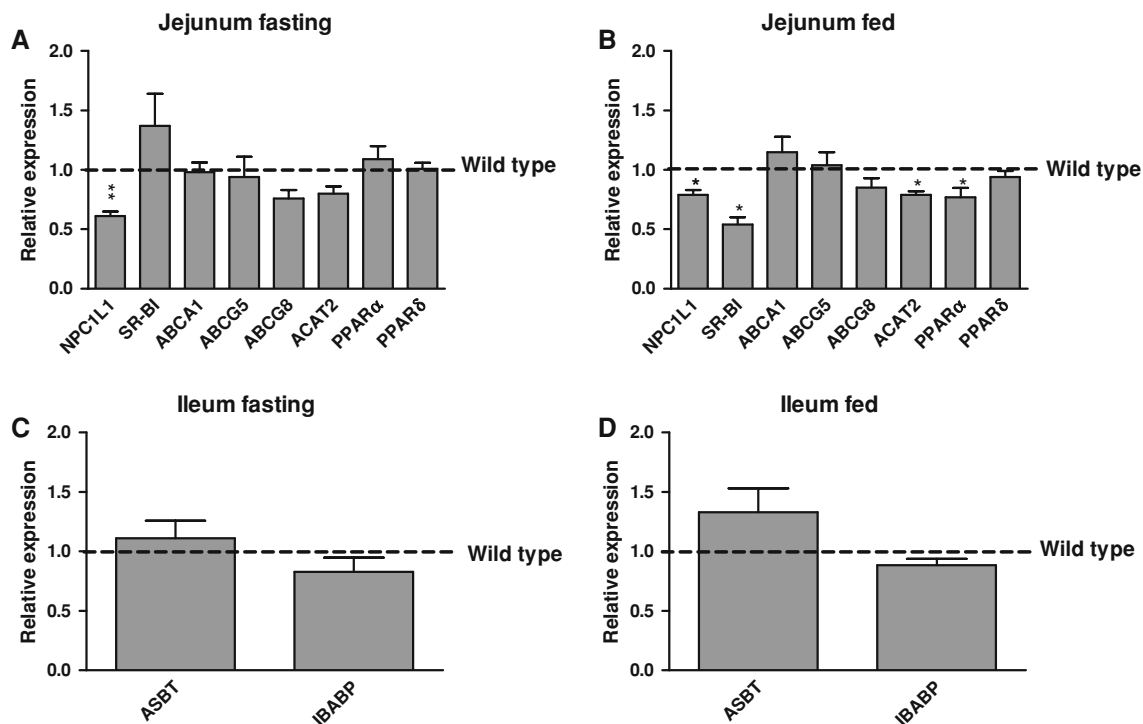 Jejunum fasting
A
Relative expression
2.0
1.5
1.0
0.5
0.0
**
Wild type
NPC1L1
SR-BI
ABCA1
ABCG5
ABCG8
ACAT2
PPARα
PPARδ
Jejunum fed
B
Relative expression
2.0
1.5
1.0
0.5
0.0
*
*
*
*
Wild type
NPC1L1
SR-BI
ABCA1
ABCG5
ABCG8
ACAT2
PPARα
PPARδ
Ileum fasting
C
Relative expression
2.0
1.5
1.0
0.5
0.0
Wild type
ASBT
IBABP
Ileum fed
D
Relative expression
2.0
1.5
1.0
0.5
0.0
Wild type
ASBT
IBABP